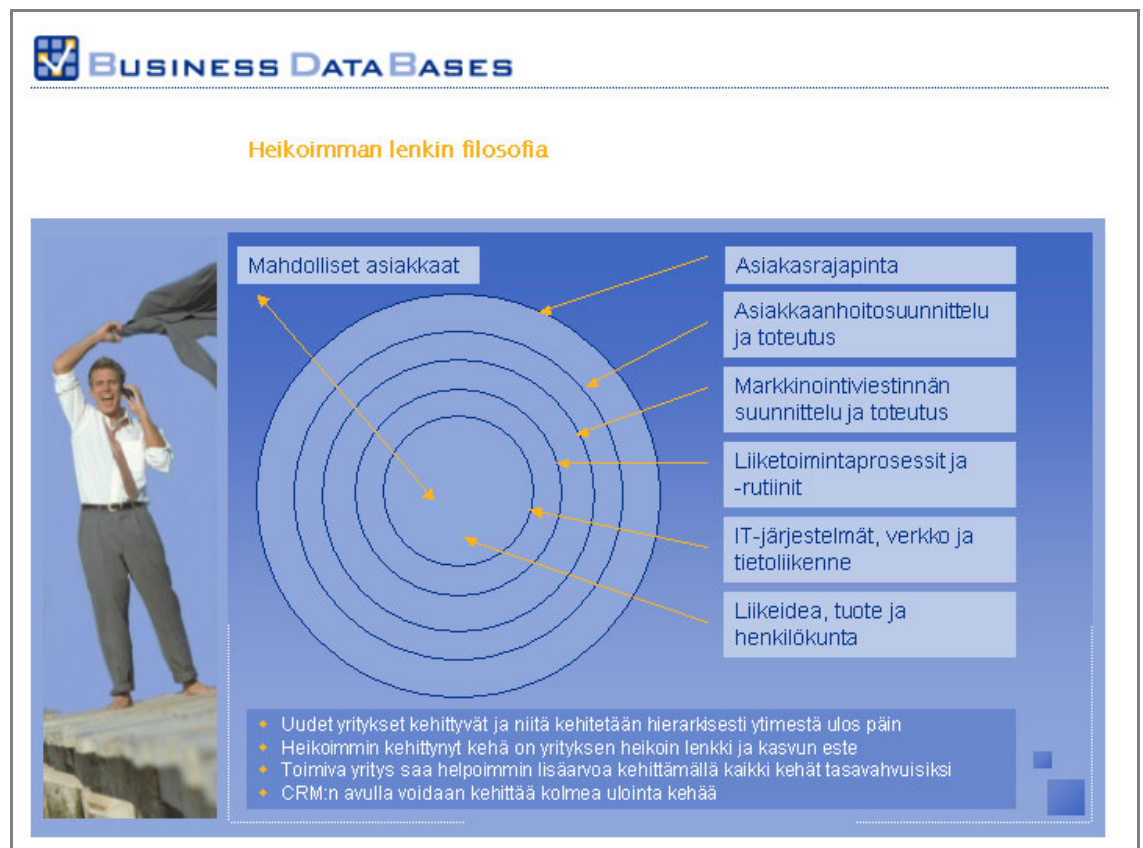 BUSINESS DATABASES
Heikoimman lenkin filosofia
Mahdolliset asiakkaat
Asiakasrajapinta
Asiakkaanhoitosuunnittelu
ja toteutus
Markkinointiviestinnän
suunnittelu ja toteutus
Liiketoimintaprosessit ja
-rutiinit
IT-järjestelmät, verkko ja
tietoliikenne
Liikeidea, tuote ja
henkilökunta
Uudet yritykset kehittyvät ja niitä kehitetään hierarkisesti ytimestä ulos päin
Heikoimmin kehittynyt kehä on yrityksen heikoin lenkki ja kasvun este
Toimiva yritys saa helpoimmin lisäarvoa kehittämällä kaikki kehät tasavahvuisiksi
CRM:n avulla voidaan kehittää kolmea ulointa kehää